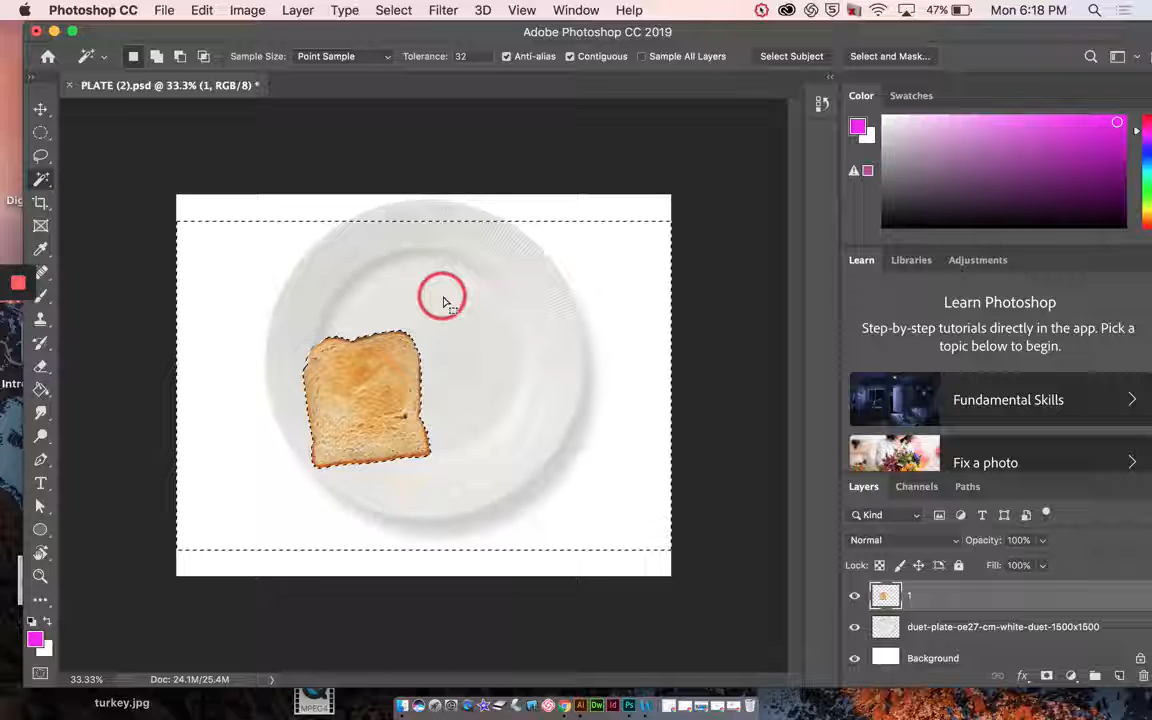 Photoshop CC File Edit Image Layer Type Select Filter 3D View Window Help 47% Mon 6:18 PM
Adobe Photoshop CC 2019
Sample Size: Point Sample Tolerance: 32 Anti-alias Contiguous Sample All Layers Select Subject Select and Mask...
PLATE (2).psd @ 33.3% (1, RGB/8) *
Color Swatches
Learn Libraries Adjustments
Learn Photoshop
Step-by-step tutorials directly in the app. Pick a
topic below to begin.
Fundamental Skills
Fix a photo
Layers Channels Paths
Kind
Normal Opacity: 100%
Lock: Fill: 100%
1
duet-plate-oe27-cm-white-duet-1500x1500
Background
33.33% Doc: 24.1M/25.4M
turkey.jpg
MPEG4